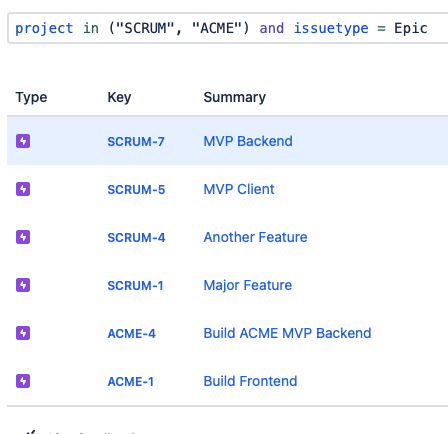 project in ("SCRUM", "ACME") and issuetype = Epic
Type Key Summary
SCRUM-7 MVP Backend
SCRUM-5 MVP Client
SCRUM-4 Another Feature
SCRUM-1 Major Feature
ACME-4 Build ACME MVP Backend
ACME-1 Build Frontend